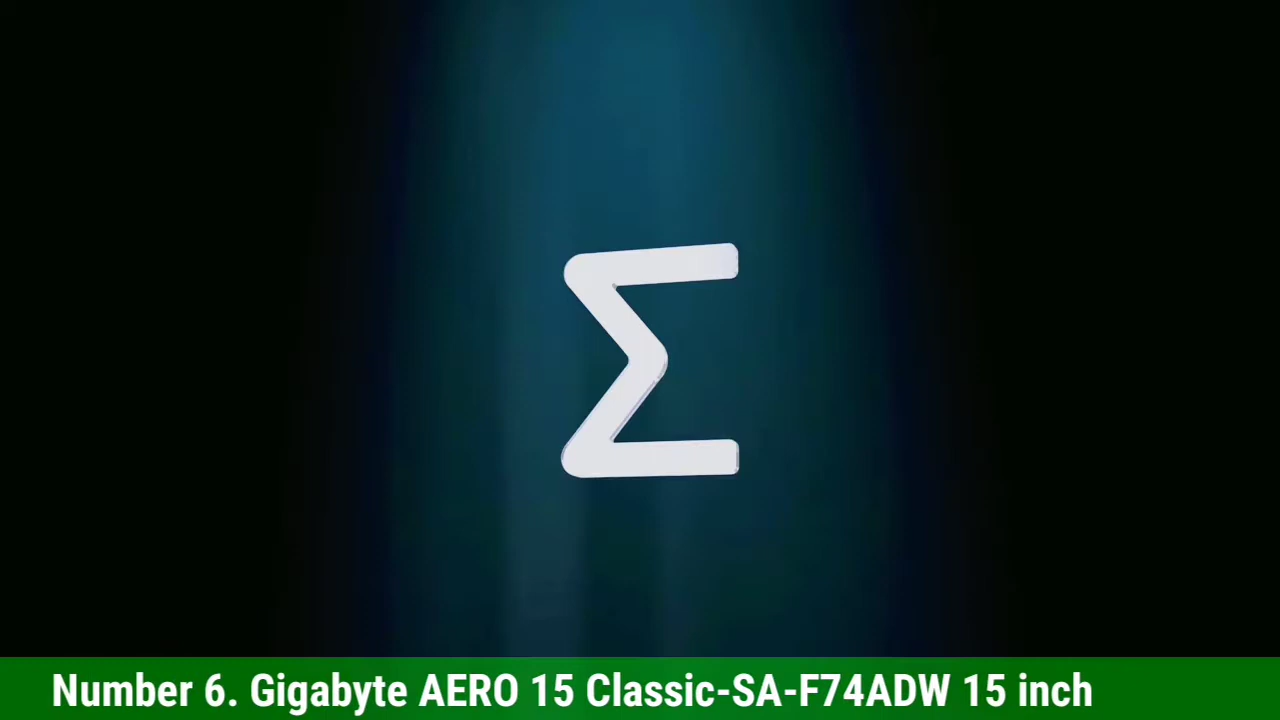 Σ
Number 6. Gigabyte AERO 15 Classic-SA-F74ADW 15 inch